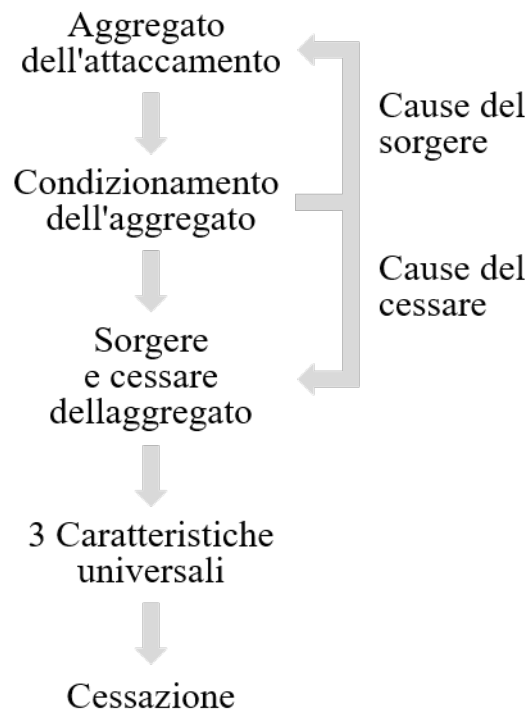 Aggregato
dell'attaccamento
Cause del
sorgere
Condizionamento
dell'aggregato
Cause del
cessare
Sorgere
e cessare
dellaggregato
3 Caratteristiche
universali
Cessazione